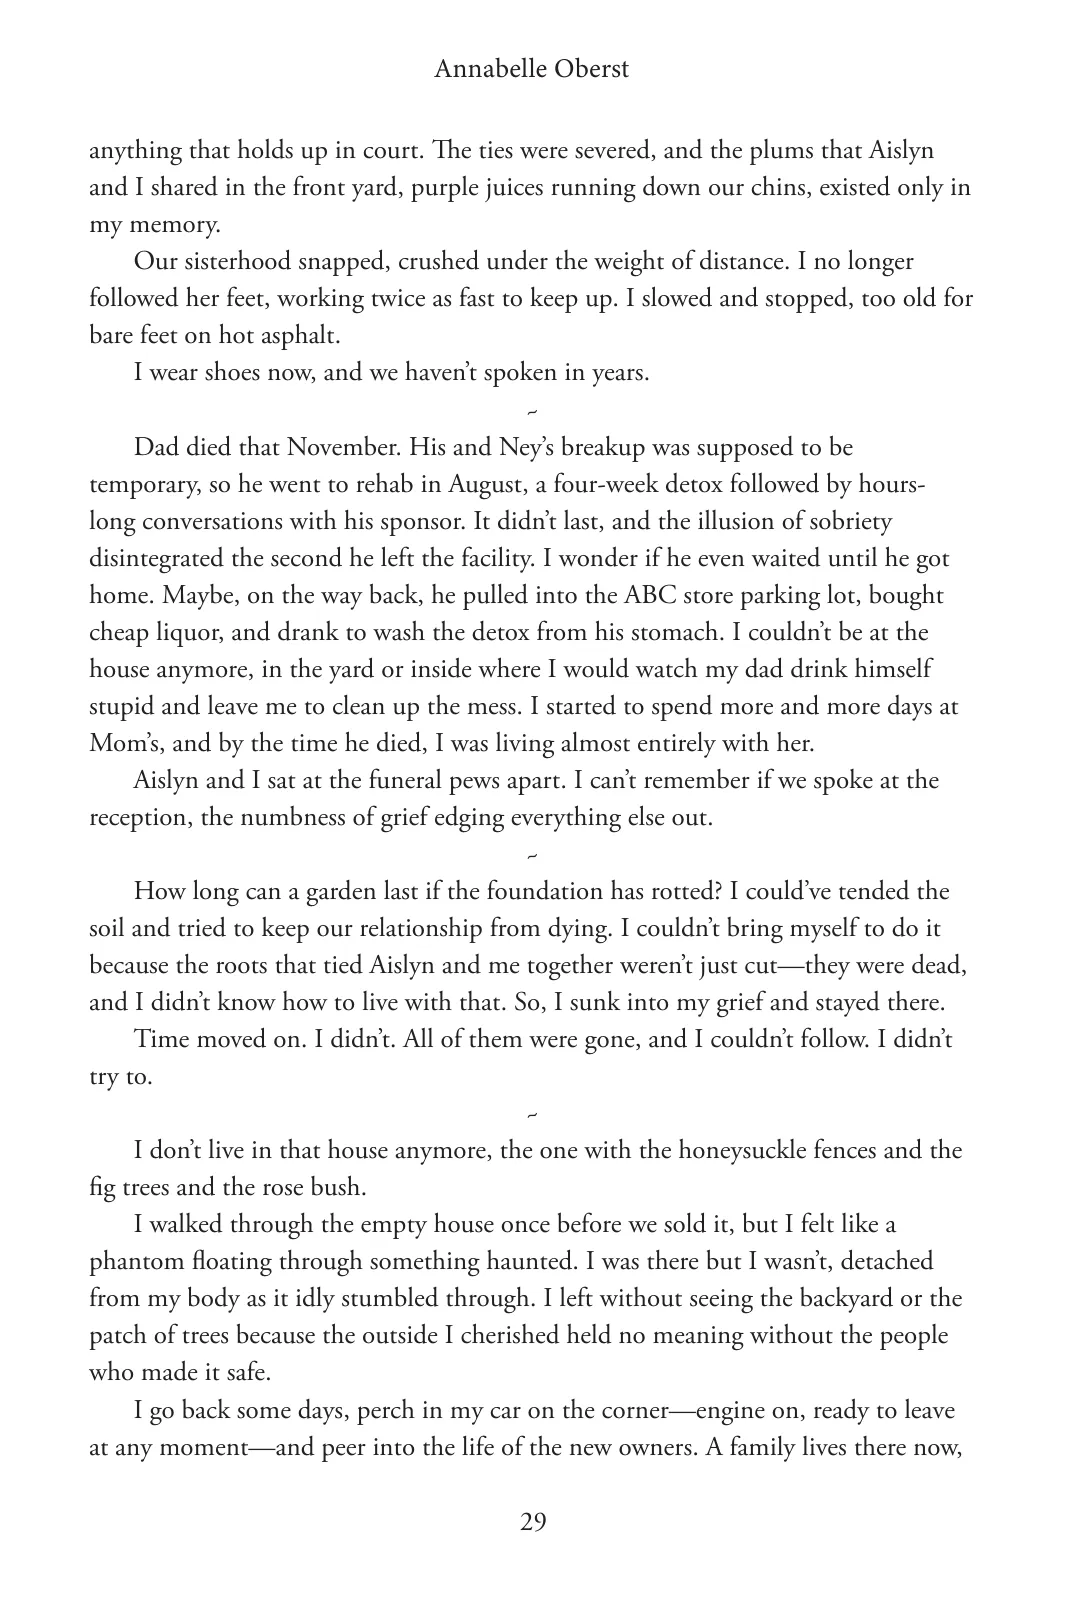 Annabelle Oberst
anything that holds up in court. The ties were severed, and the plums that Aislyn
and I shared in the front yard, purple juices running down our chins, existed only in
my memory.
Our sisterhood snapped, crushed under the weight of distance. I no longer
followed her feet, working twice as fast to keep up. I slowed and stopped, too old for
bare feet on hot asphalt.
I wear shoes now, and we haven’t spoken in years.
~
Dad died that November. His and Ney’s breakup was supposed to be
temporary, so he went to rehab in August, a four-week detox followed by hours-
long conversations with his sponsor. It didn’t last, and the illusion of sobriety
disintegrated the second he left the facility. I wonder if he even waited until he got
home. Maybe, on the way back, he pulled into the ABC store parking lot, bought
cheap liquor, and drank to wash the detox from his stomach. I couldn’t be at the
house anymore, in the yard or inside where I would watch my dad drink himself
stupid and leave me to clean up the mess. I started to spend more and more days at
Mom’s, and by the time he died, I was living almost entirely with her.
Aislyn and I sat at the funeral pews apart. I can’t remember if we spoke at the
reception, the numbness of grief edging everything else out.
~
How long can a garden last if the foundation has rotted? I could’ve tended the
soil and tried to keep our relationship from dying. I couldn’t bring myself to do it
because the roots that tied Aislyn and me together weren’t just cut—they were dead,
and I didn’t know how to live with that. So, I sunk into my grief and stayed there.
Time moved on. I didn’t. All of them were gone, and I couldn’t follow. I didn’t
try to.
~
I don’t live in that house anymore, the one with the honeysuckle fences and the
fig trees and the rose bush.
I walked through the empty house once before we sold it, but I felt like a
phantom floating through something haunted. I was there but I wasn’t, detached
from my body as it idly stumbled through. I left without seeing the backyard or the
patch of trees because the outside I cherished held no meaning without the people
who made it safe.
I go back some days, perch in my car on the corner—engine on, ready to leave
at any moment—and peer into the life of the new owners. A family lives there now,
29